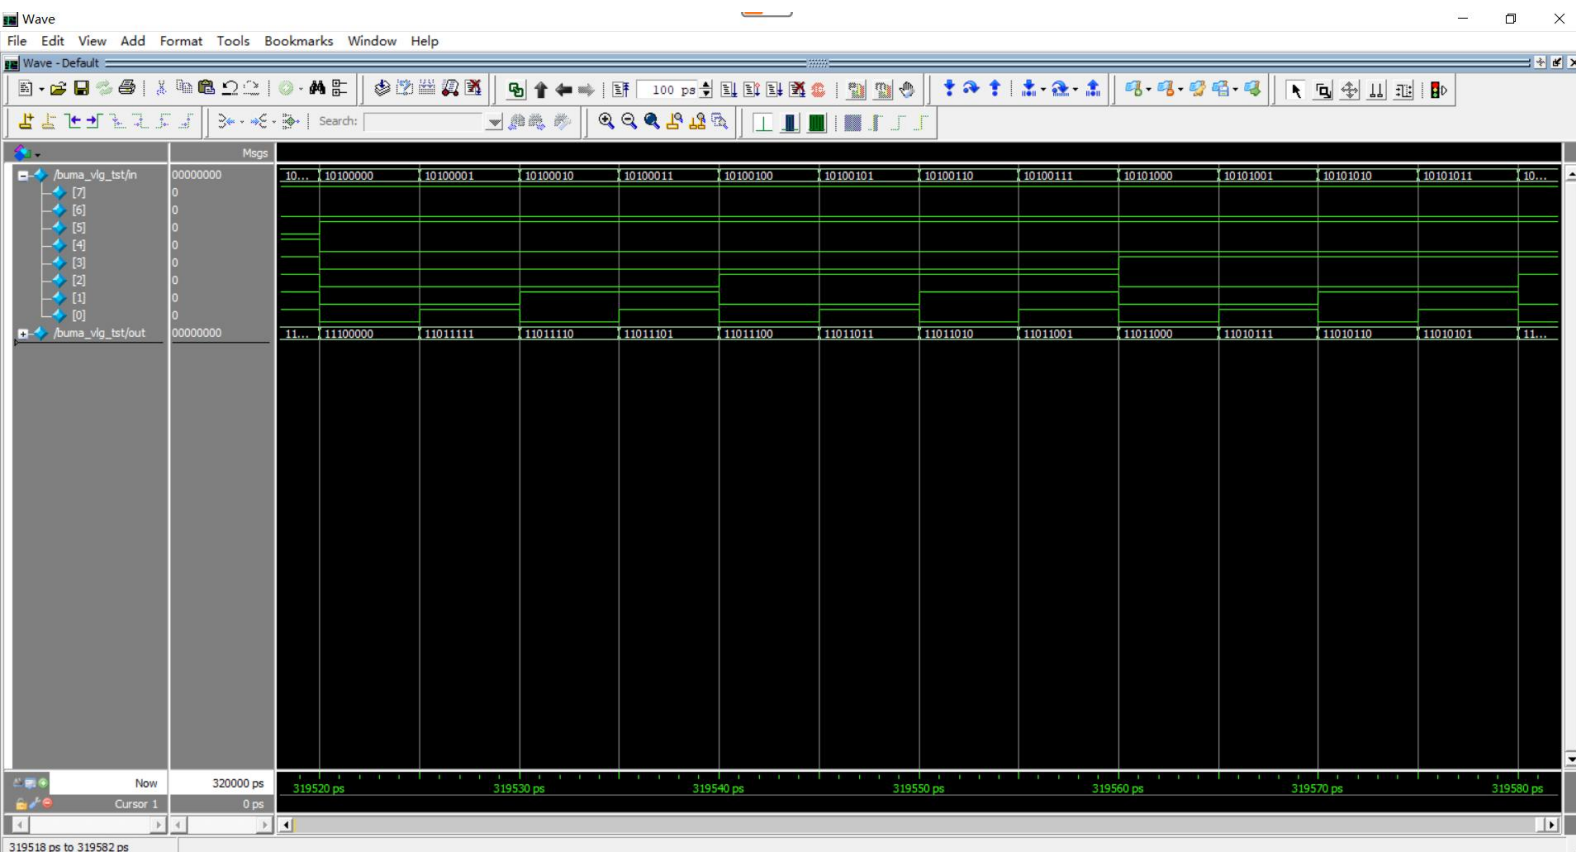 Wave
File Edit View Add Format Tools Bookmarks Window Help
Wave - Default
100 ps
Search:
Msgs
/buma_vlg_tst/in 00000000 10... 10100000 10100001 10100010 10100011 10100100 10100101 10100110 10100111 10101000 10101001 10101010 10101011 10...
[7] 0
[6] 0
[5] 0
[4] 0
[3] 0
[2] 0
[1] 0
[0] 0
/buma_vlg_tst/out 00000000 11... 11100000 11011111 11011110 11011101 11011100 11011011 11011010 11011001 11011000 11010111 11010110 11010101 11...
Now 320000 ps
319520 ps 319530 ps 319540 ps 319550 ps 319560 ps 319570 ps 319580 ps
Cursor 1 0 ps
319518 ps to 319582 ps